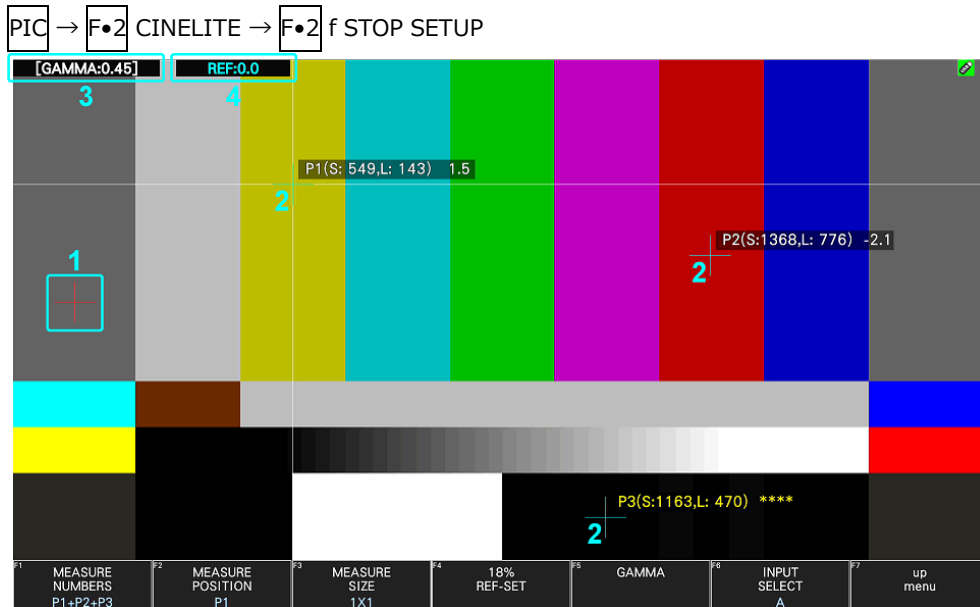 PIC → F•2 CINELITE → F•2 f STOP SETUP
[GAMMA:0.45] REF:0.0
3 4
P1(S: 549,L: 143) 1.5
2
P2(S:1368,L: 776) -2.1
2
1
P3(S:1163,L: 470) ****
2
F1 MEASURE NUMBERS P1+P2+P3
F2 MEASURE POSITION P1
F3 MEASURE SIZE 1X1
F4 18% REF-SET
F5 GAMMA
F6 INPUT SELECT A
F7 up menu